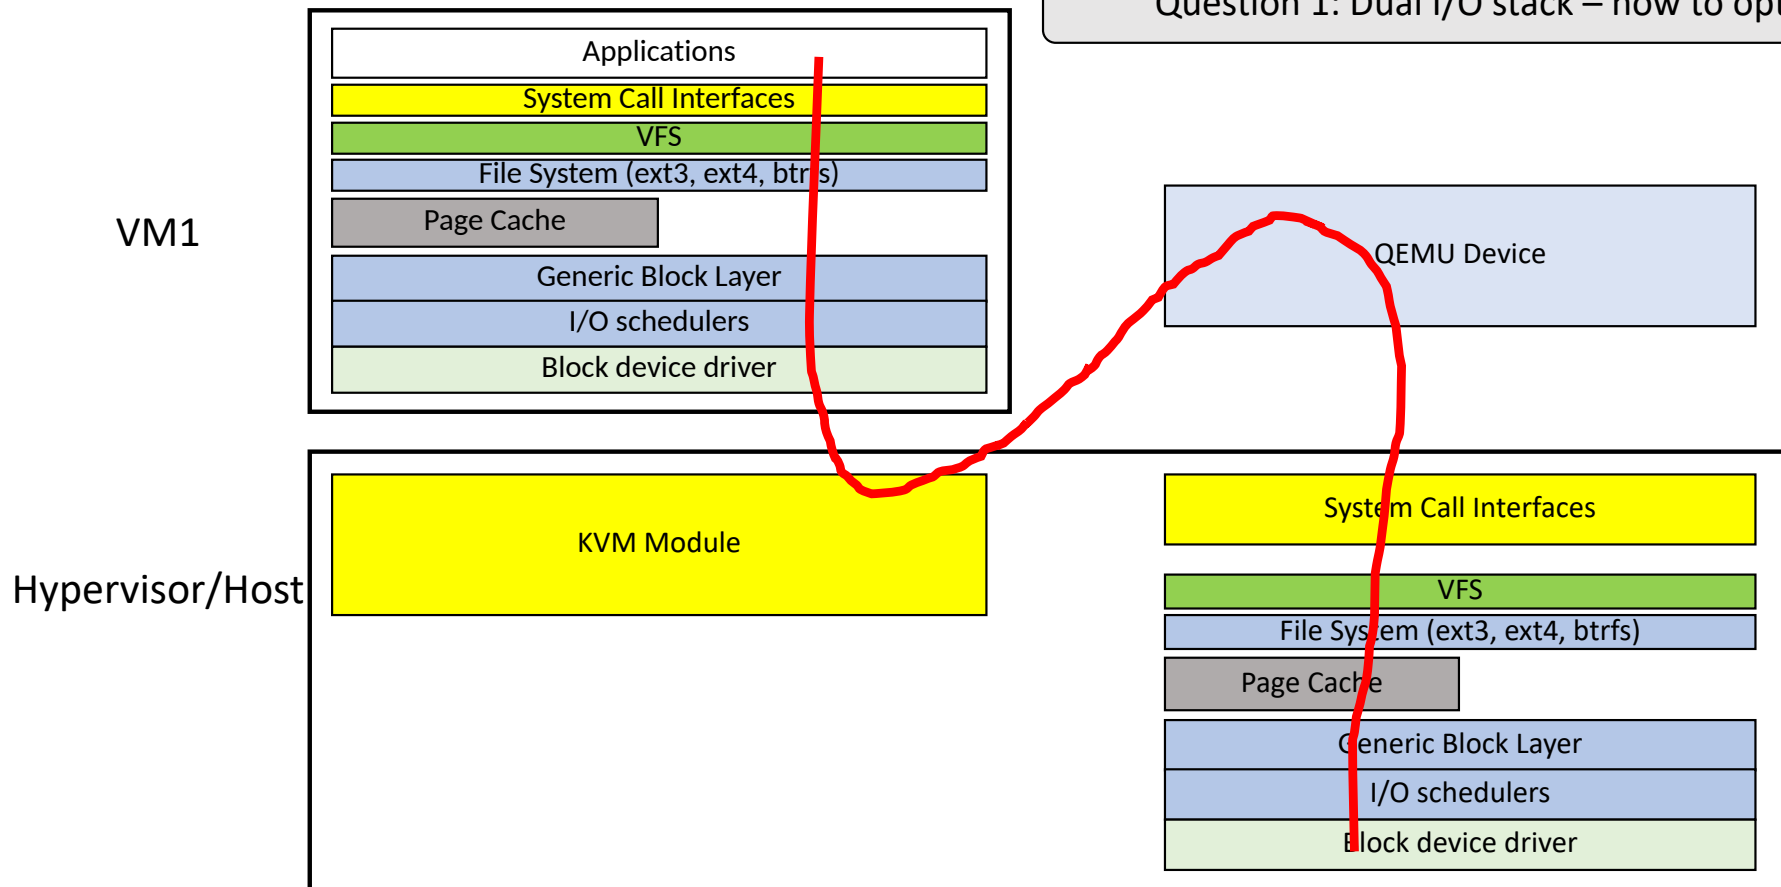 Question 1: Dual I/O stack – how to opt
Applications
System Call Interfaces
VFS
File System (ext3, ext4, btrfs)
Page Cache
Generic Block Layer
I/O schedulers
Block device driver
VM1
QEMU Device
Hypervisor/Host
KVM Module
System Call Interfaces
VFS
File System (ext3, ext4, btrfs)
Page Cache
Generic Block Layer
I/O schedulers
Block device driver